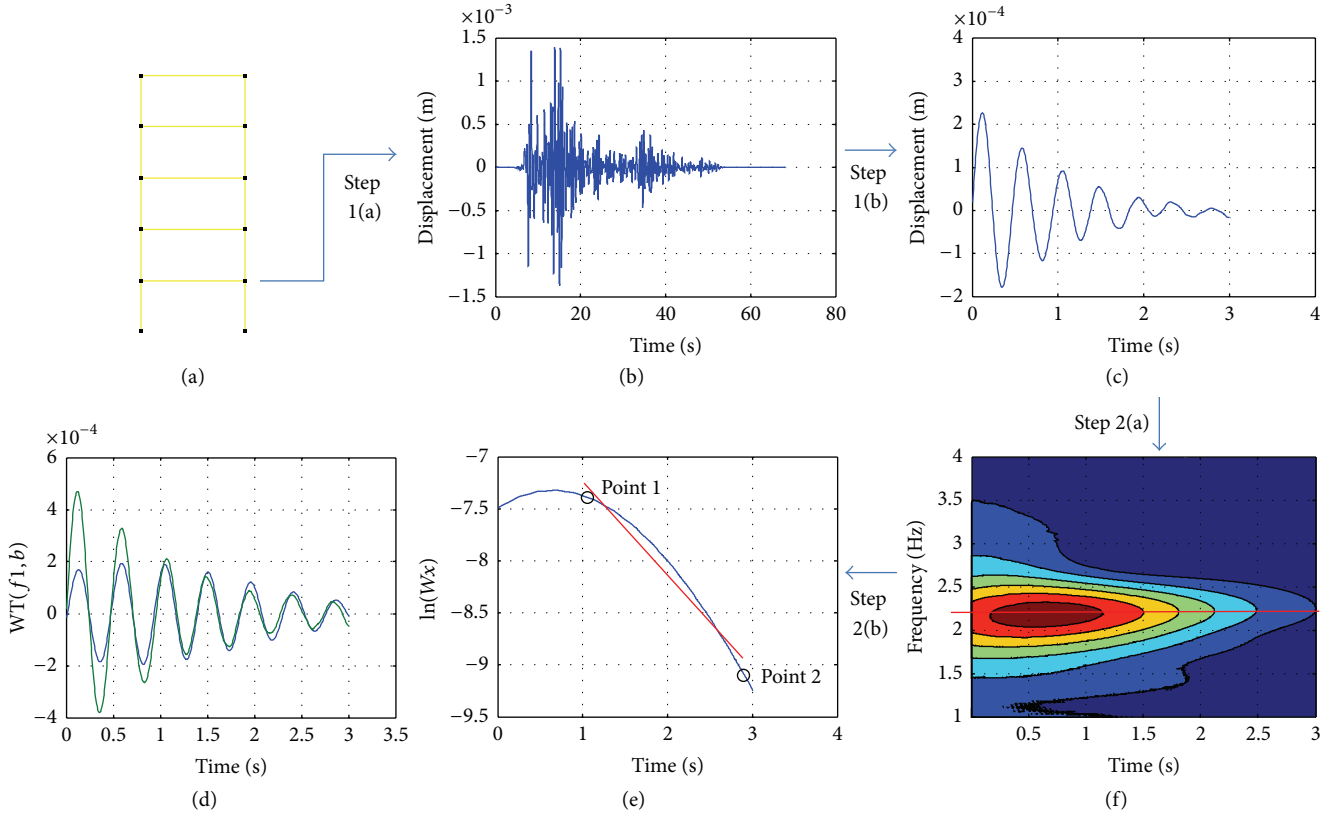 (a)
Step
1(a)
×10−3
1.5
1
0.5
0
−0.5
−1
−1.5
0
20
40
60
80
Displacement (m)
Time (s)
(b)
Step
1(b)
×10−4
4
3
2
1
0
−1
−2
0
1
2
3
4
Displacement (m)
Time (s)
(c)
Step 2(a)
×10−4
6
4
2
0
−2
−4
0
0.5
1
1.5
2
2.5
3
3.5
WT(f1, b)
Time (s)
(d)
−7
−7.5
−8
−8.5
−9
−9.5
0
1
2
3
4
ln(Wx)
Point 1
Point 2
Time (s)
(e)
Step
2(b)
4
3.5
3
2.5
2
1.5
1
0.5
1
1.5
2
2.5
3
Frequency (Hz)
Time (s)
(f)